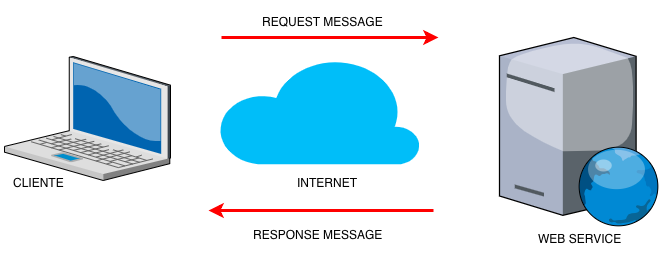 REQUEST MESSAGE
CLIENTE
INTERNET
RESPONSE MESSAGE
WEB SERVICE